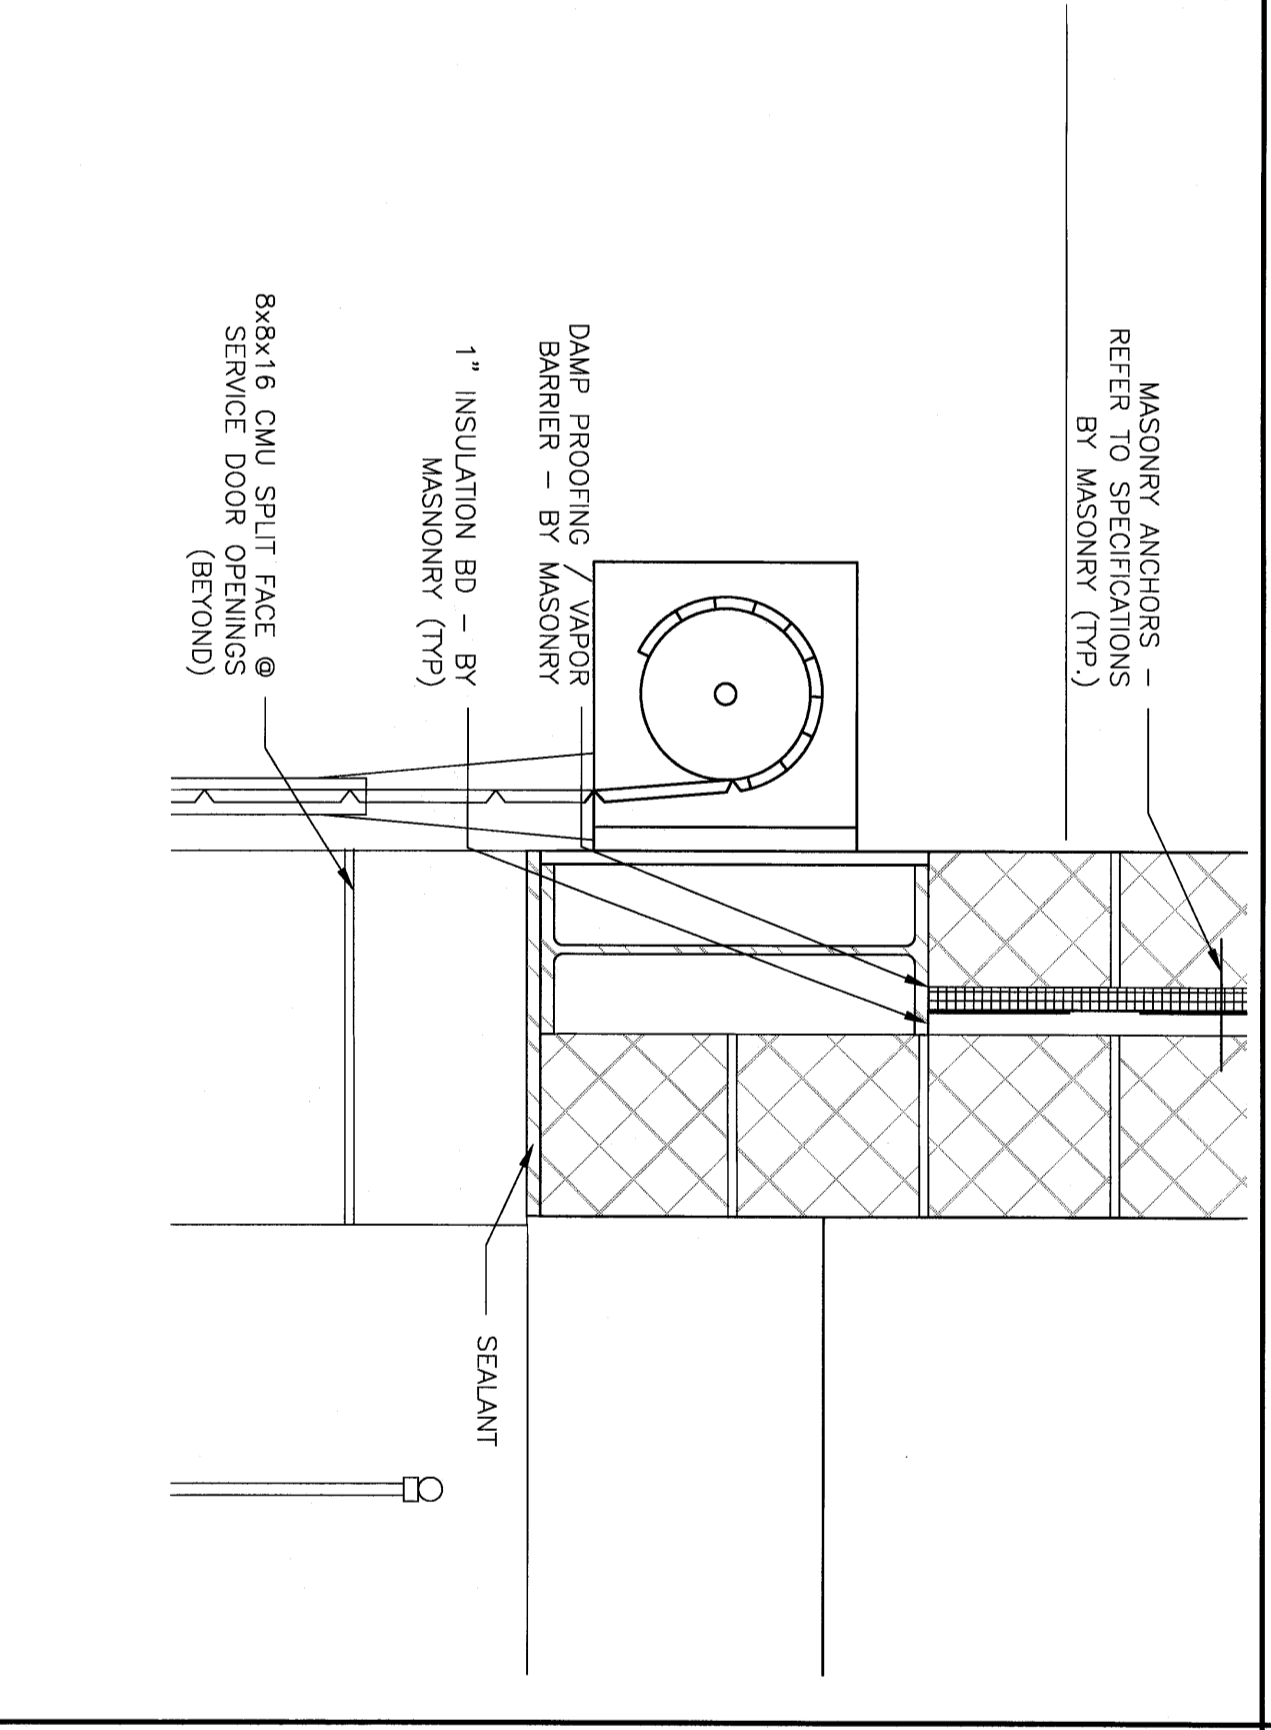 MASONRY ANCHORS –
REFER TO SPECIFICATIONS
BY MASONRY (TYP.)
DAMP PROOFING / VAPOR
BARRIER – BY MASONRY
1" INSULATION BD – BY
MASNONRY (TYP)
8x8x16 CMU SPLIT FACE @
SERVICE DOOR OPENINGS
(BEYOND)
SEALANT